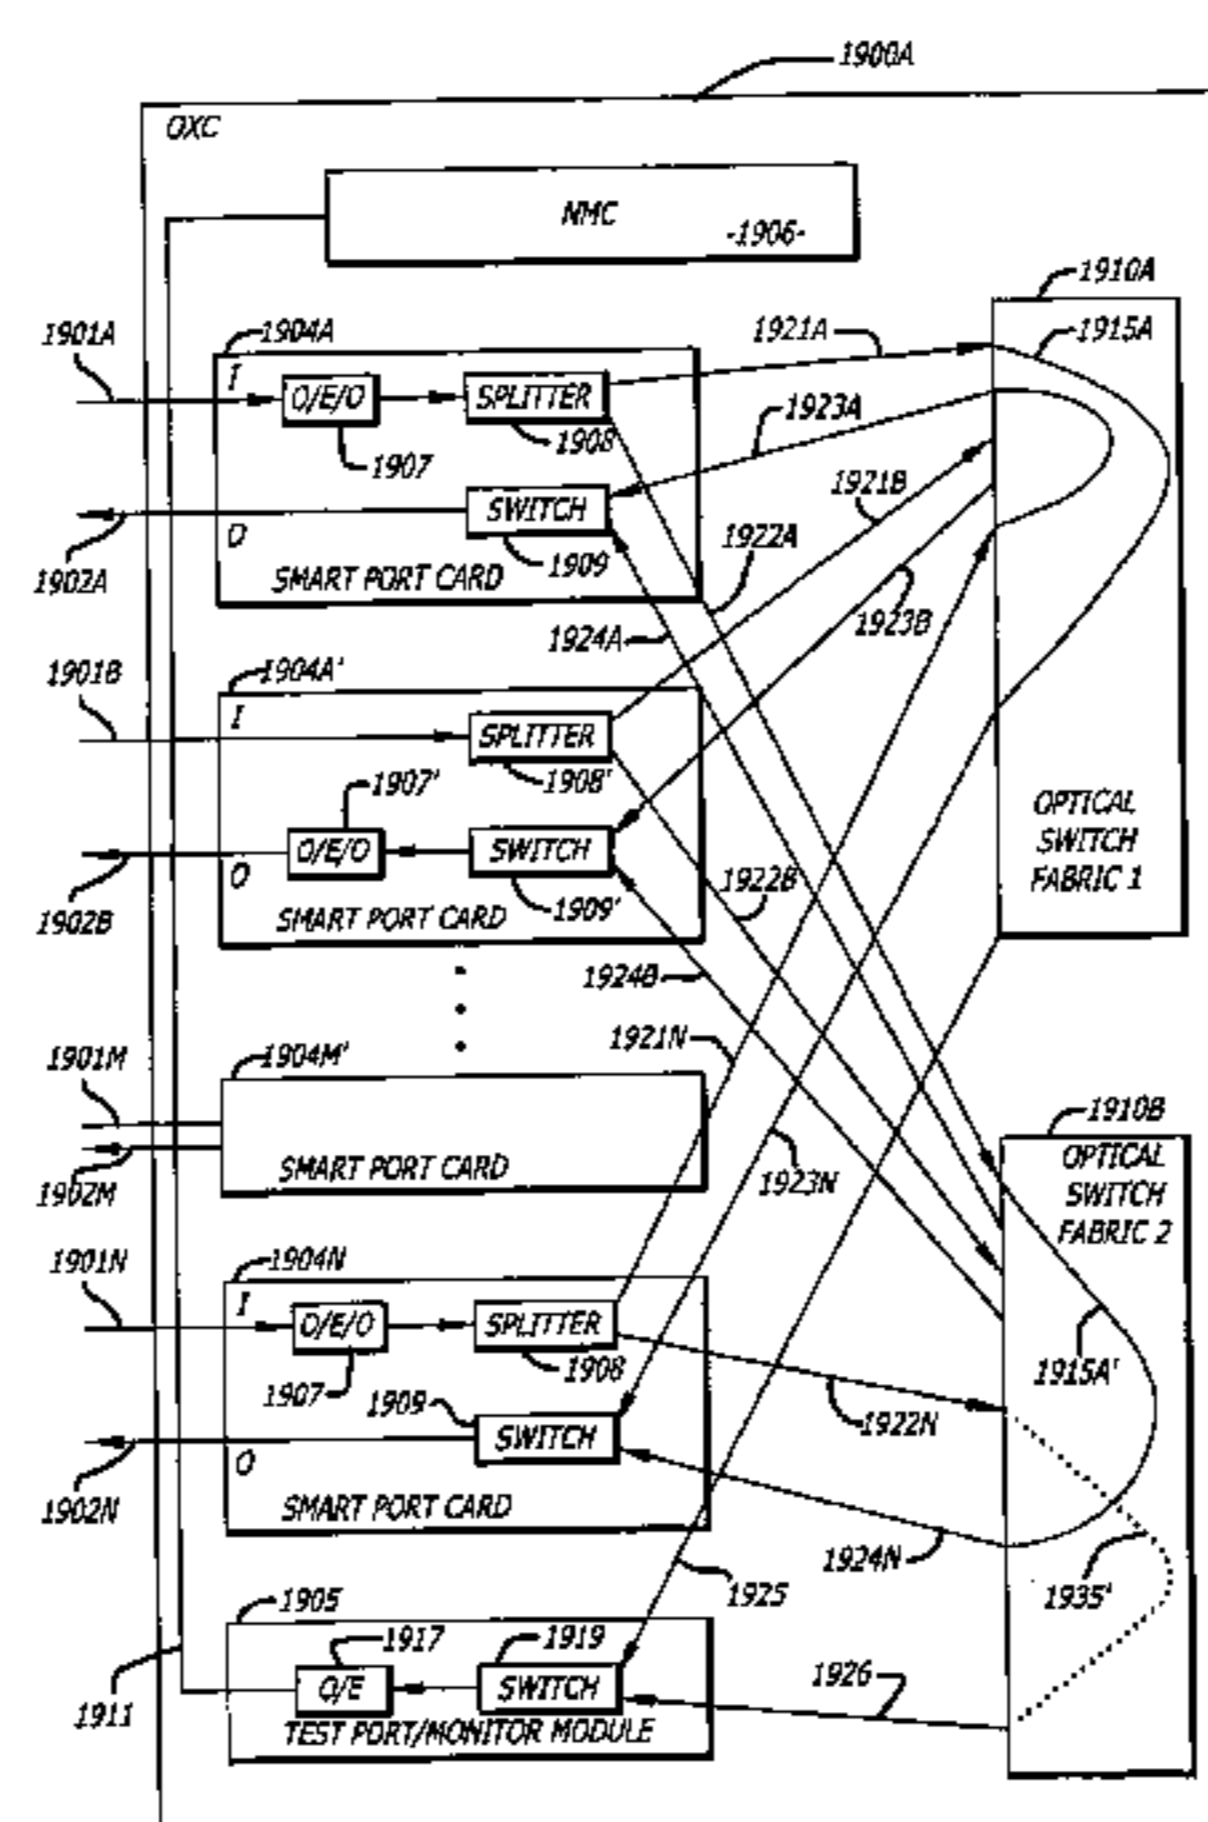 1900A
OXC
NMC
-1906-
1910A
1901A
1904A
1921A
1915A
I
O/E/O
SPLITTER
1923A
1908
1907
1921B
SWITCH
O
1922A
1909
1902A
SMART PORT CARD
1923B
1924A
1901B
1904A'
I
SPLITTER
1908'
1907'
OPTICAL
SWITCH
FABRIC 1
O/E/O
SWITCH
O
1922B
1909'
1902B
SMART PORT CARD
1924B
1921N
1901M
1904M'
1910B
OPTICAL
SWITCH
FABRIC 2
SMART PORT CARD
1923N
1902M
1901N
1904N
I
O/E/O
SPLITTER
1908
1915A'
1907
1909
1922N
SWITCH
O
1902N
SMART PORT CARD
1924N
1925
1935'
1905
1917
1919
1926
O/E
SWITCH
1911
TEST PORT/MONITOR MODULE